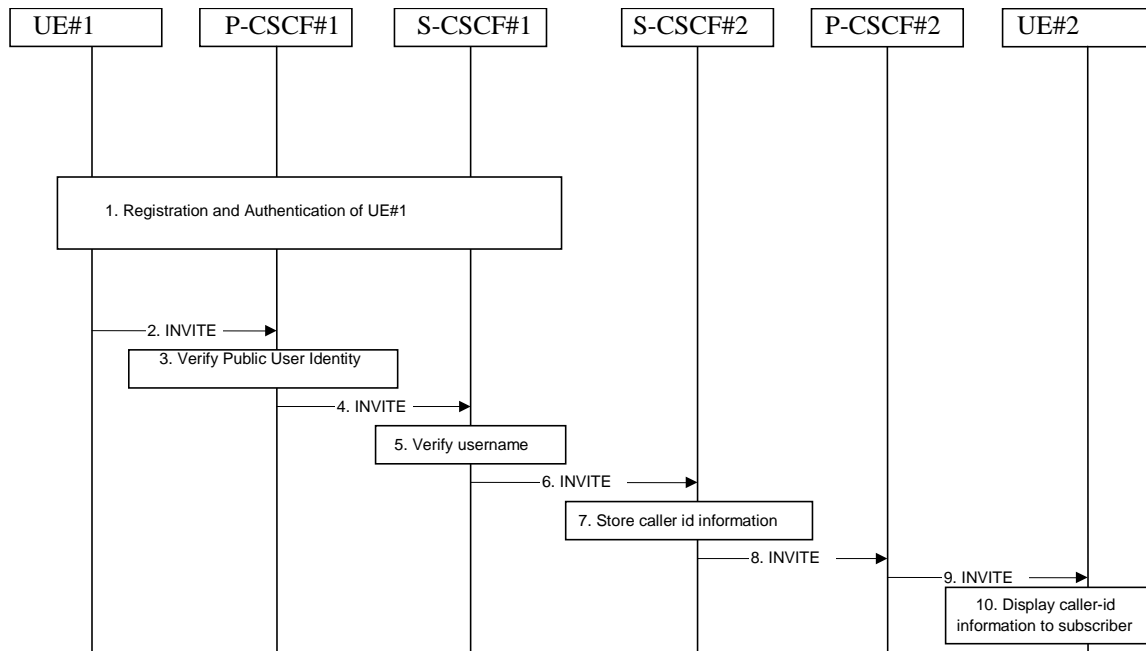 UE#1
P-CSCF#1
S-CSCF#1
S-CSCF#2
P-CSCF#2
UE#2
1. Registration and Authentication of UE#1
2. INVITE
3. Verify Public User Identity
4. INVITE
5. Verify username
6. INVITE
7. Store caller id information
8. INVITE
9. INVITE
10. Display caller-id
information to subscriber